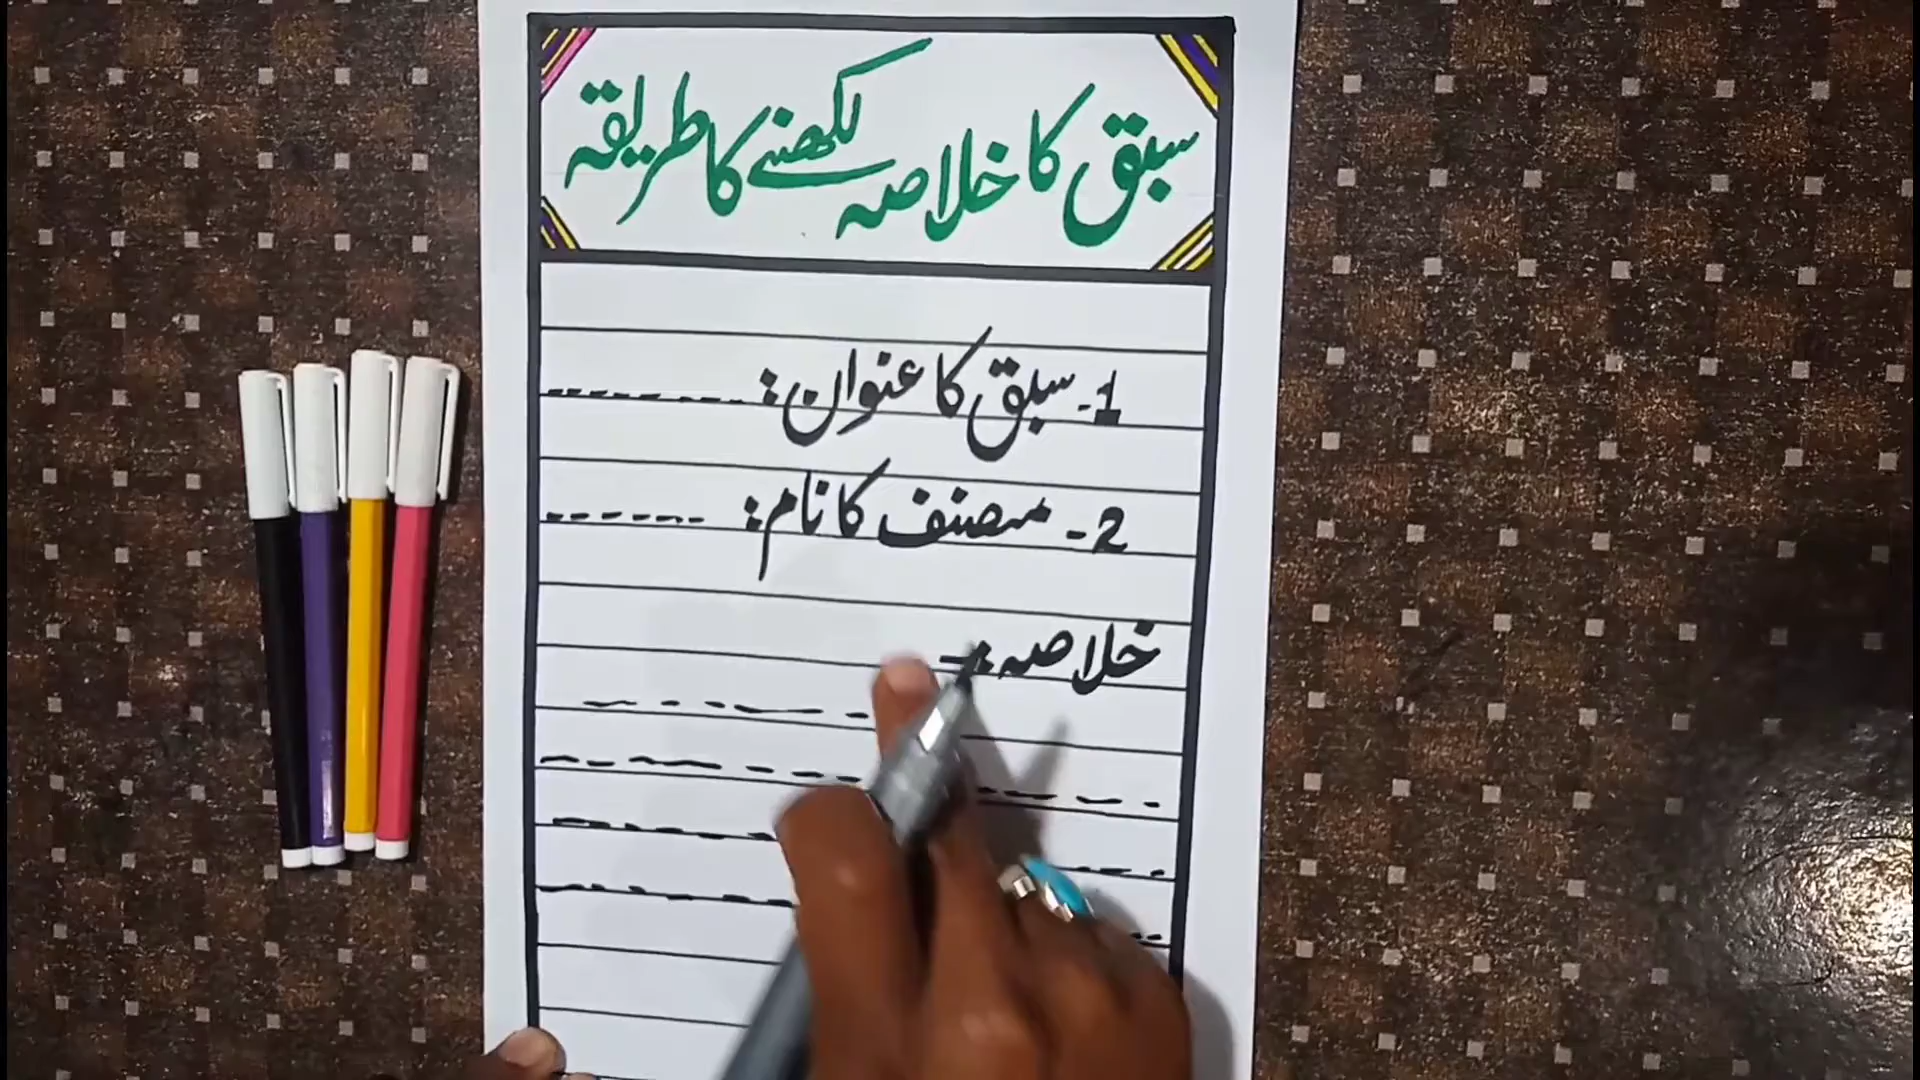 سبق کا خلاصہ لکھنے کا طریقہ
1- سبق کا عنوان:
2- مصنف کا نام:
خلاصہ:-